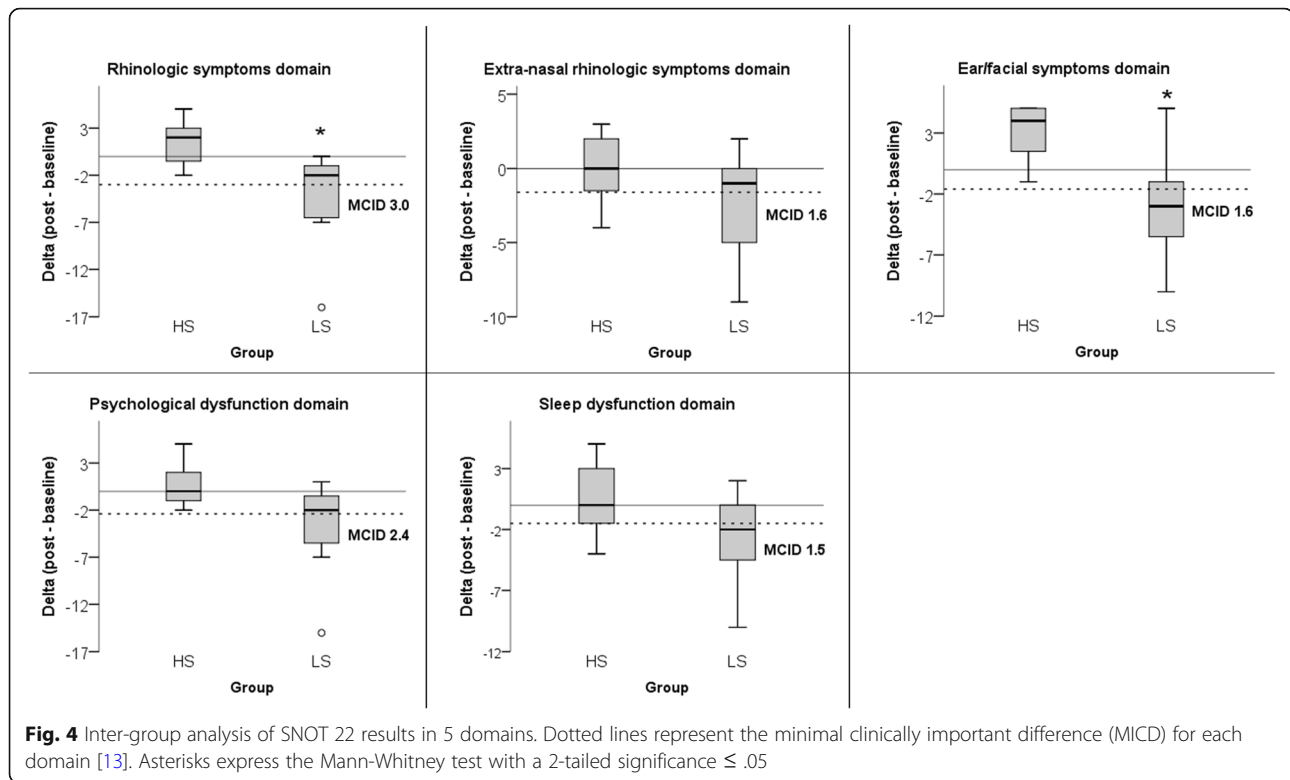 Rhinologic symptoms domain
Delta (post - baseline)
3
-2
-7
-12
-17
*
MCID 3.0
HS
LS
Group
Extra-nasal rhinologic symptoms domain
Delta (post - baseline)
5
0
-5
-10
MCID 1.6
HS
LS
Group
Ear/facial symptoms domain
Delta (post - baseline)
3
-2
-7
-12
*
MCID 1.6
HS
LS
Group
Psychological dysfunction domain
Delta (post - baseline)
3
-2
-7
-12
-17
MCID 2.4
HS
LS
Group
Sleep dysfunction domain
Delta (post - baseline)
3
-2
-7
-12
MCID 1.5
HS
LS
Group
Fig. 4 Inter-group analysis of SNOT 22 results in 5 domains. Dotted lines represent the minimal clinically important difference (MICD) for each
domain [13]. Asterisks express the Mann-Whitney test with a 2-tailed significance ≤ .05